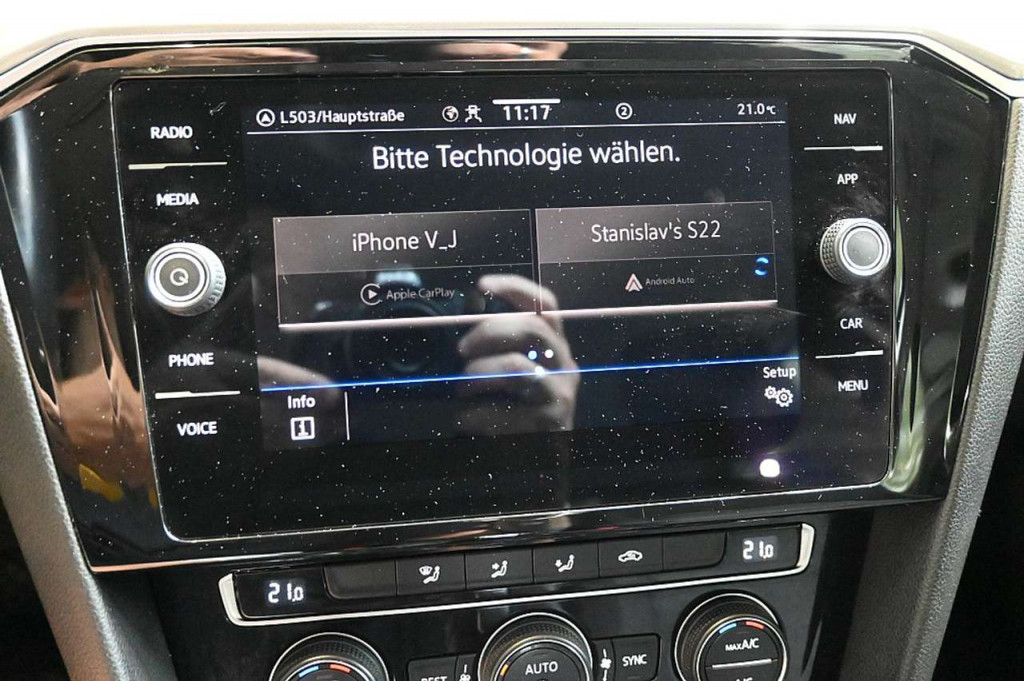 RADIO
MEDIA
PHONE
VOICE
L503/Hauptstraße
11:17
2
21.0°C
Bitte Technologie wählen.
iPhone V_J
Apple CarPlay
Stanislav's S22
Android Auto
Info
i
Setup
NAV
APP
CAR
MENU
21.0
21.0
REST
AUTO
SYNC
MAX A/C
A/C